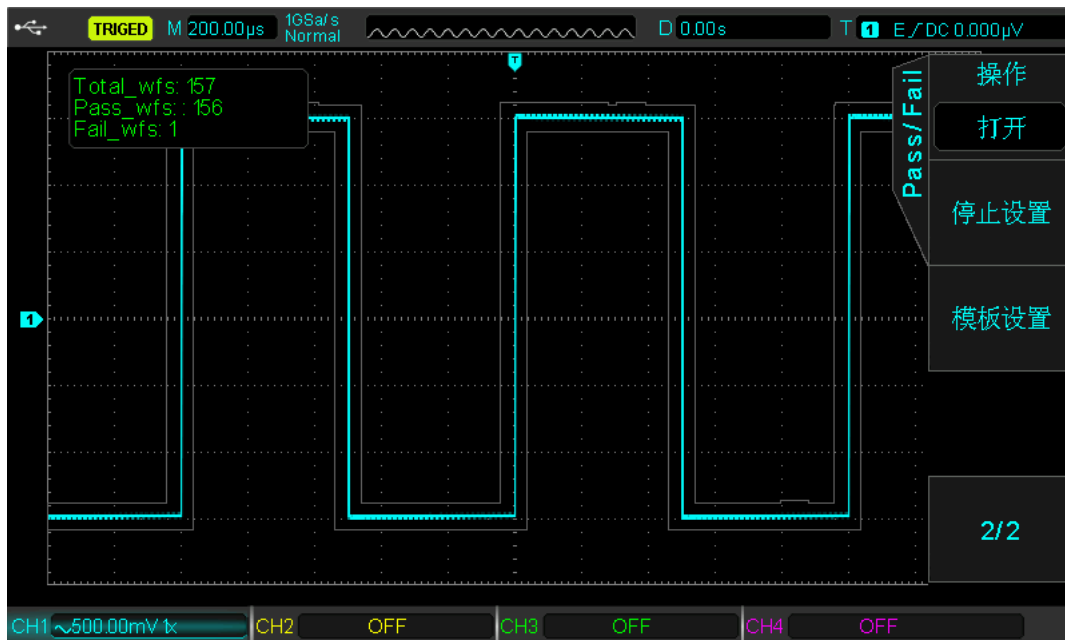 TRIGED M 200.00μs 1GSa/s Normal D 0.00s T 1 E DC 0.000μV
T
Total_wfs: 157
Pass_wfs: : 156
Fail_wfs: 1
Pass/Fail
操作
打开
停止设置
模板设置
2/2
1
CH1 500.00mV 1x CH2 OFF CH3 OFF CH4 OFF